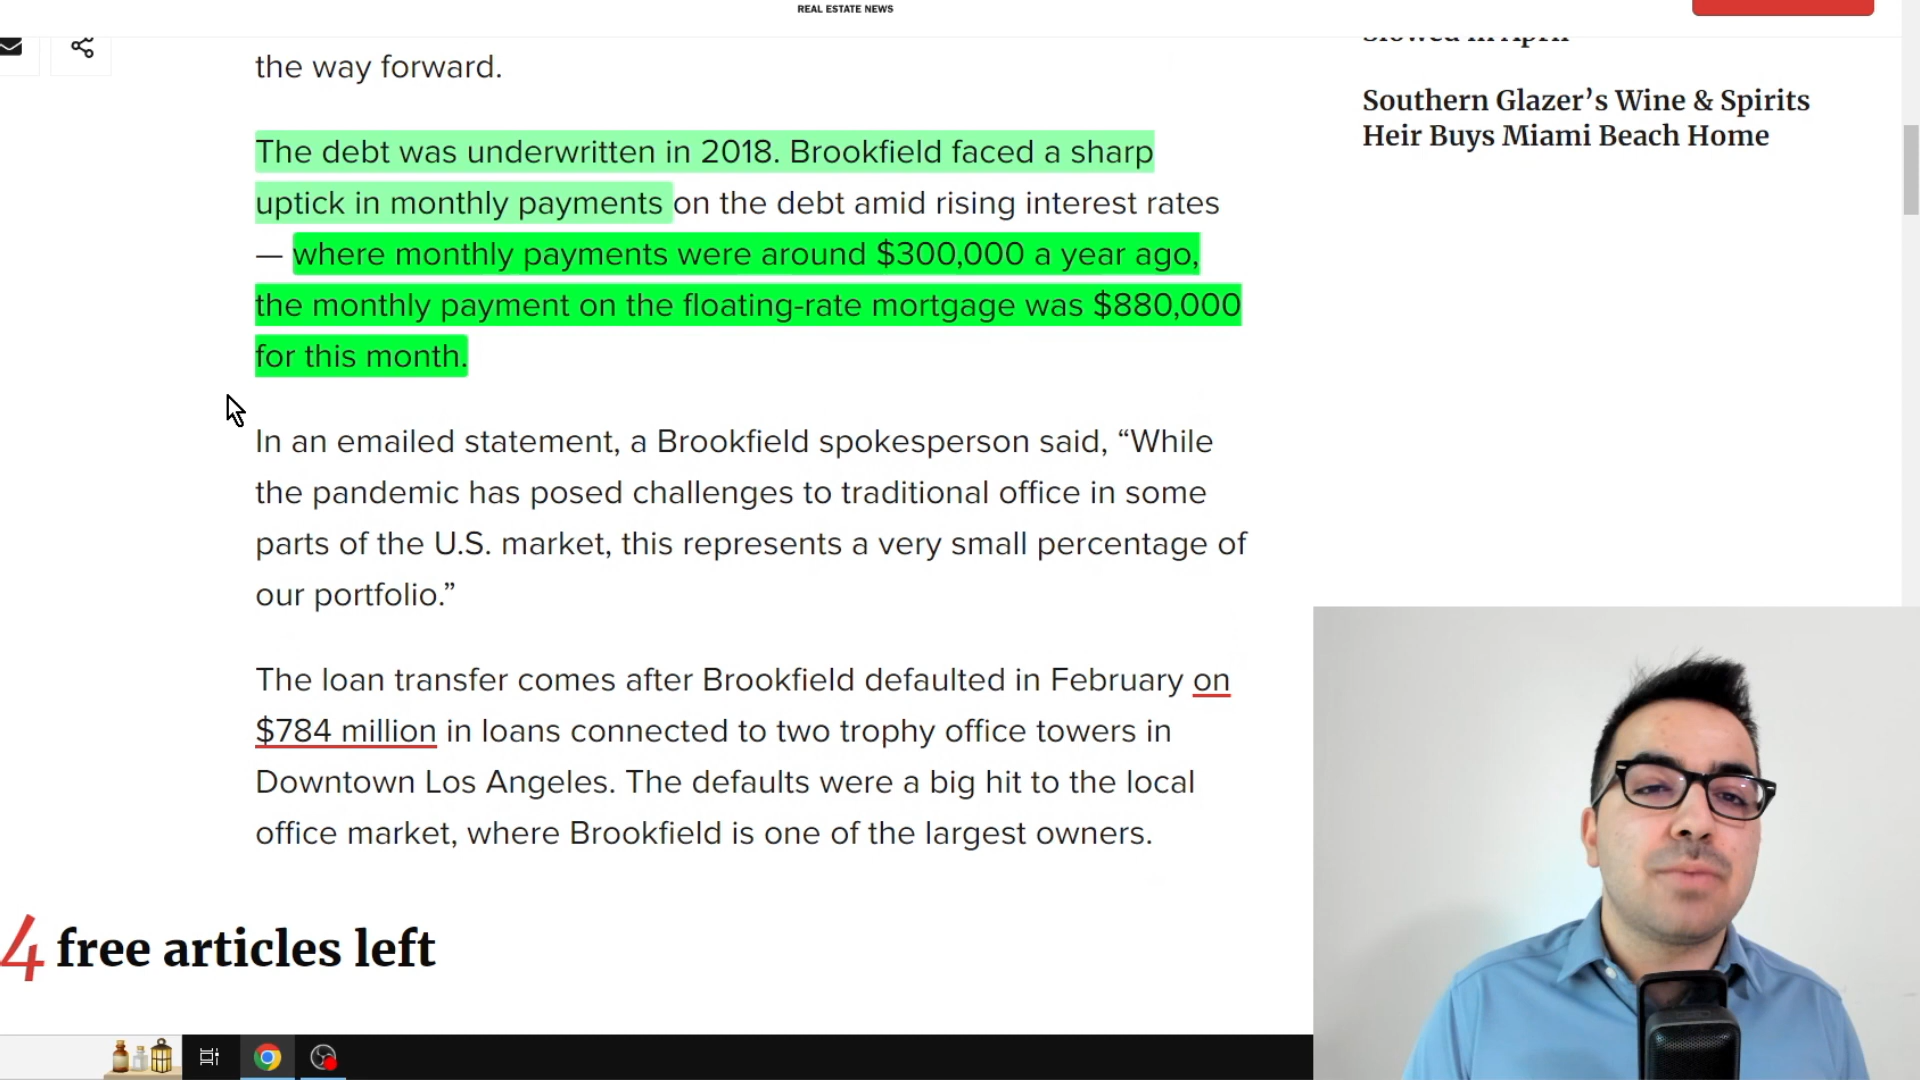 REAL ESTATE NEWS
the way forward.
The debt was underwritten in 2018. Brookfield faced a sharp
uptick in monthly payments on the debt amid rising interest rates
— where monthly payments were around $300,000 a year ago,
the monthly payment on the floating-rate mortgage was $880,000
for this month.
In an emailed statement, a Brookfield spokesperson said, “While
the pandemic has posed challenges to traditional office in some
parts of the U.S. market, this represents a very small percentage of
our portfolio.”
The loan transfer comes after Brookfield defaulted in February on
$784 million in loans connected to two trophy office towers in
Downtown Los Angeles. The defaults were a big hit to the local
office market, where Brookfield is one of the largest owners.
Slowed in April
Southern Glazer’s Wine & Spirits
Heir Buys Miami Beach Home
4 free articles left